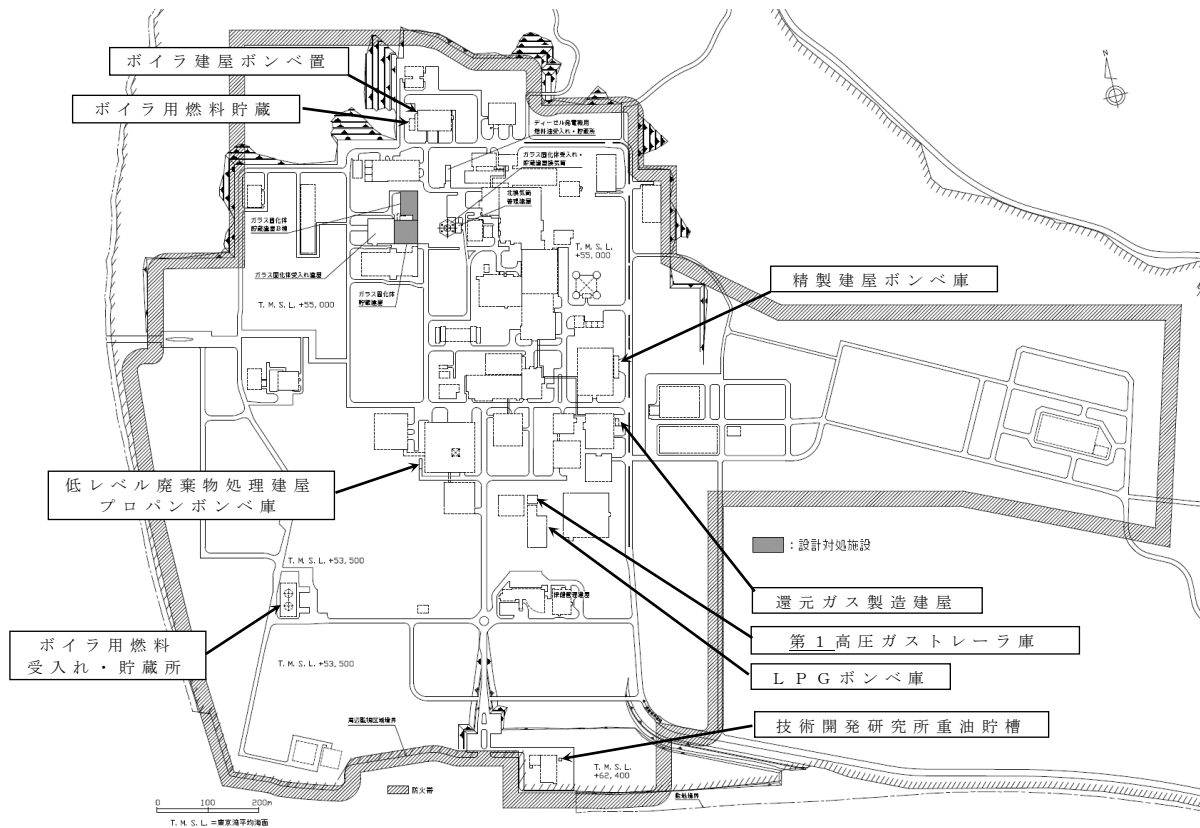 ボイラ建屋ボンベ置
ボイラ用燃料貯蔵
N
ディーゼル発電機用
燃料油受入れ・貯蔵所
ガラス固化体受入れ・
貯蔵建屋換気筒
北換気筒
管理建屋
ガラス固化体
貯蔵建屋B棟
T. M. S. L.
+55,000
ガラス固化体受入れ建屋
ガラス固化体
貯蔵建屋
T. M. S. L. +55,000
精製建屋ボンベ庫
低レベル廃棄物処理建屋
プロパンボンベ庫
:設計対処施設
T. M. S. L. +53,500
還元ガス製造建屋
第1高圧ガストレーラ庫
ボイラ用燃料
受入れ・貯蔵所
T. M. S. L. +53,500
LPGボンベ庫
周辺監視区域境界
技術開発研究所重油貯槽
T. M. S. L.
+62,400
防火帯
敷地境界
0 100 200m
T. M. S. L. =東京湾平均海面